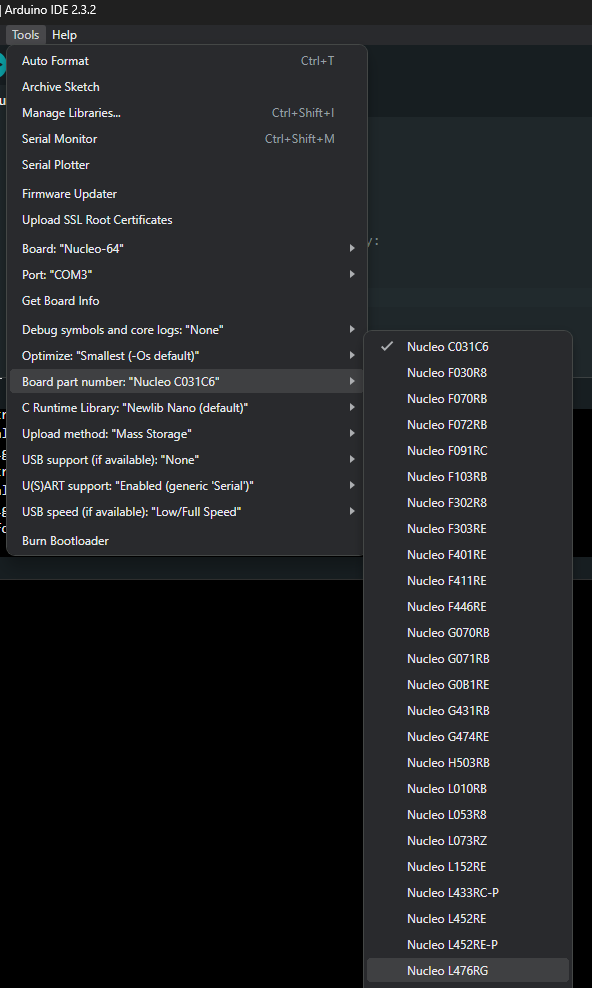 Arduino IDE 2.3.2
Tools Help
Auto Format Ctrl+T
Archive Sketch
Manage Libraries... Ctrl+Shift+I
Serial Monitor Ctrl+Shift+M
Serial Plotter
Firmware Updater
Upload SSL Root Certificates
Board: "Nucleo-64"
Port: "COM3"
Get Board Info
Debug symbols and core logs: "None"
Optimize: "Smallest (-Os default)"
Board part number: "Nucleo C031C6"
C Runtime Library: "Newlib Nano (default)"
Upload method: "Mass Storage"
USB support (if available): "None"
U(S)ART support: "Enabled (generic 'Serial')"
USB speed (if available): "Low/Full Speed"
Burn Bootloader
Nucleo C031C6
Nucleo F030R8
Nucleo F070RB
Nucleo F072RB
Nucleo F091RC
Nucleo F103RB
Nucleo F302R8
Nucleo F303RE
Nucleo F401RE
Nucleo F411RE
Nucleo F446RE
Nucleo G070RB
Nucleo G071RB
Nucleo G0B1RE
Nucleo G431RB
Nucleo G474RE
Nucleo H503RB
Nucleo L010RB
Nucleo L053R8
Nucleo L073RZ
Nucleo L152RE
Nucleo L433RC-P
Nucleo L452RE
Nucleo L452RE-P
Nucleo L476RG